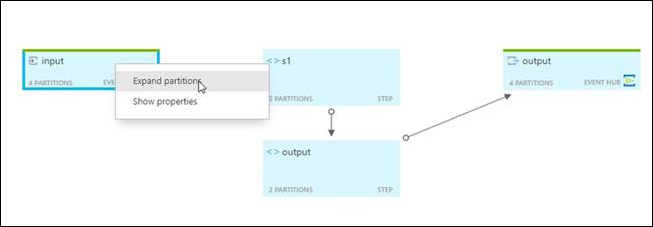 input
4 PARTITIONS
EVE
Expand partitions
Show properties
< > s1
2 PARTITIONS
STEP
output
4 PARTITIONS
EVENT HUB
< > output
2 PARTITIONS
STEP